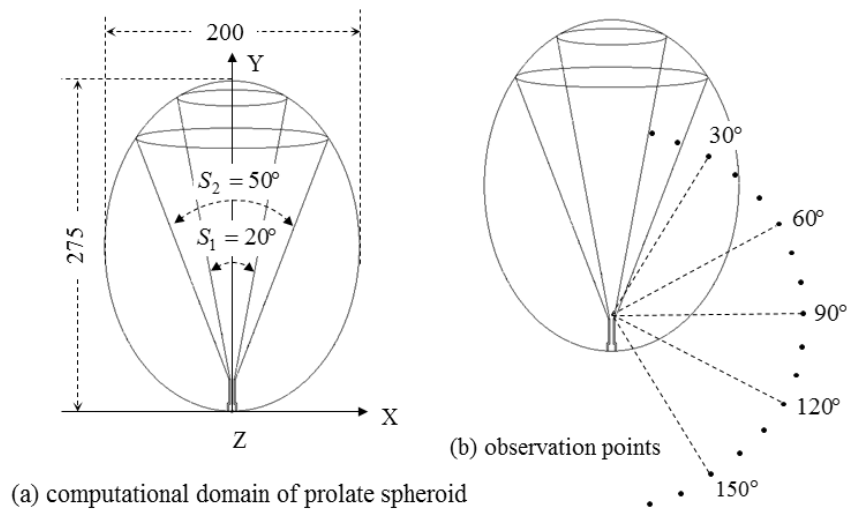 200
Y
S₂ = 50°
S₁ = 20°
275
X
Z
(a) computational domain of prolate spheroid
30°
60°
90°
120°
150°
(b) observation points